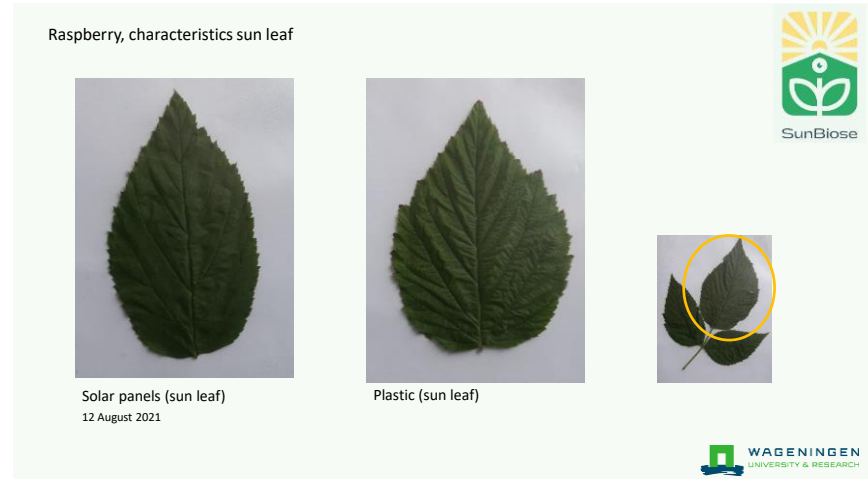 Raspberry, characteristics sun leaf
SunBiose
Solar panels (sun leaf)
12 August 2021
Plastic (sun leaf)
WAGENINGEN
UNIVERSITY & RESEARCH